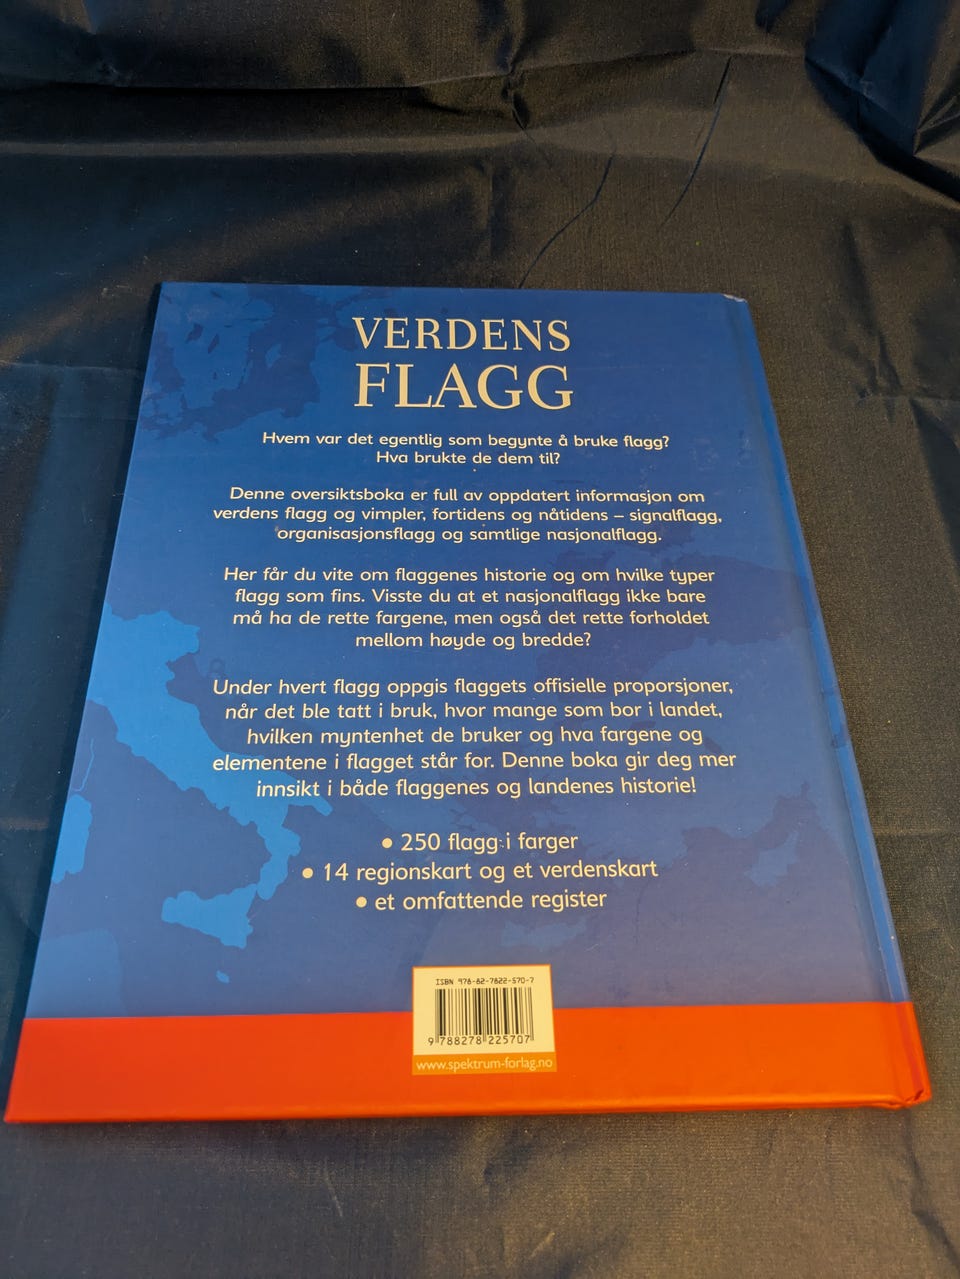 VERDENS
FLAGG
Hvem var det egentlig som begynte å bruke flagg?
Hva brukte de dem til?
Denne oversiktsboka er full av oppdatert informasjon om
verdens flagg og vimpler, fortidens og nåtidens – signalflagg,
organisasjonsflagg og samtlige nasjonalflagg.
Her får du vite om flaggenes historie og om hvilke typer
flagg som fins. Visste du at et nasjonalflagg ikke bare
må ha de rette fargene, men også det rette forholdet
mellom høyde og bredde?
Under hvert flagg oppgis flaggets offisielle proporsjoner,
når det ble tatt i bruk, hvor mange som bor i landet,
hvilken myntenhet de bruker og hva fargene og
elementene i flagget står for. Denne boka gir deg mer
innsikt i både flaggenes og landenes historie!
• 250 flagg i farger
• 14 regionskart og et verdenskart
• et omfattende register
ISBN 978-82-7822-570-7
9 788278 225707
www.spektrum-forlag.no